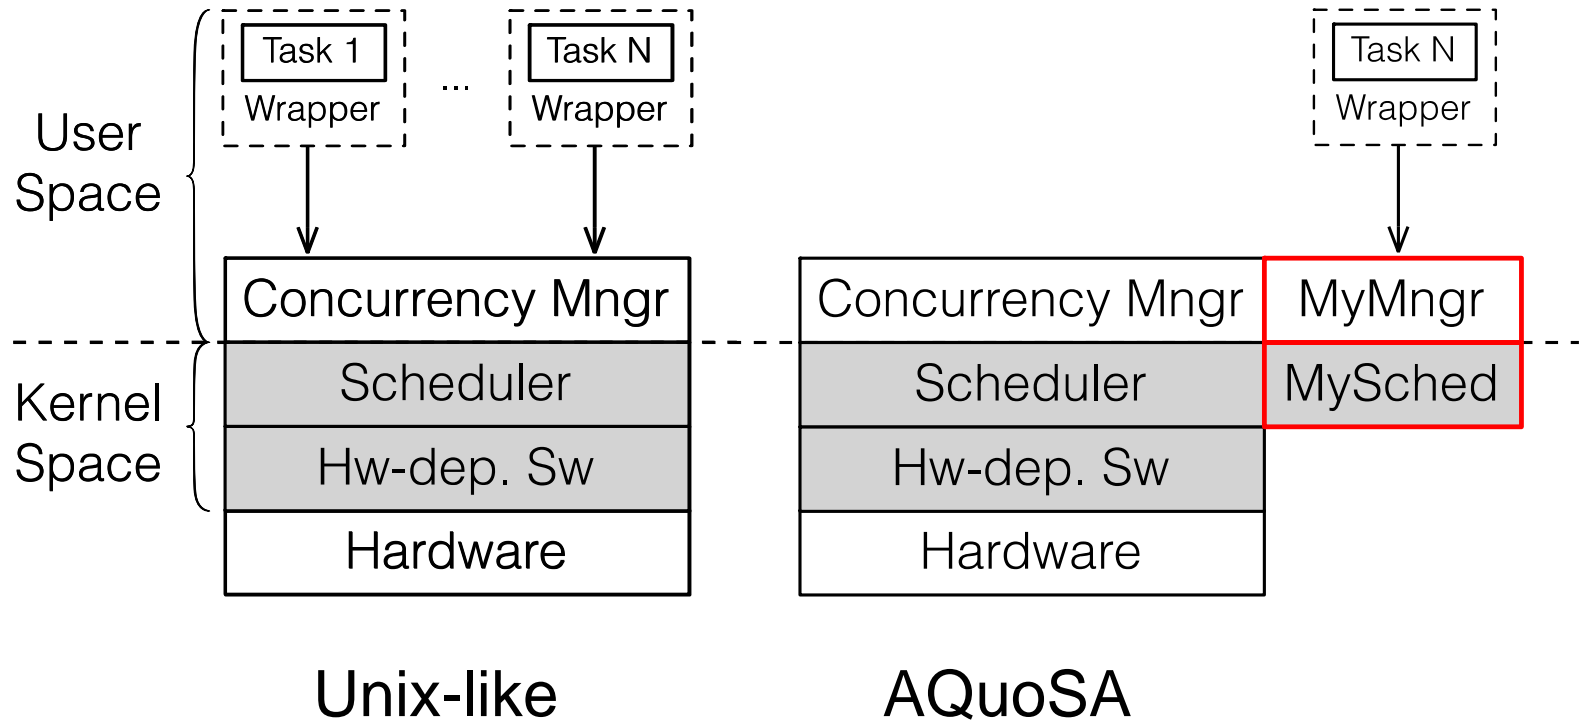 Task 1
Wrapper
...
Task N
Wrapper
Task N
Wrapper
User
Space
Concurrency Mngr
Concurrency Mngr
MyMngr
Kernel
Space
Scheduler
Scheduler
MySched
Hw-dep. Sw
Hw-dep. Sw
Hardware
Hardware
Unix-like
AQuoSA